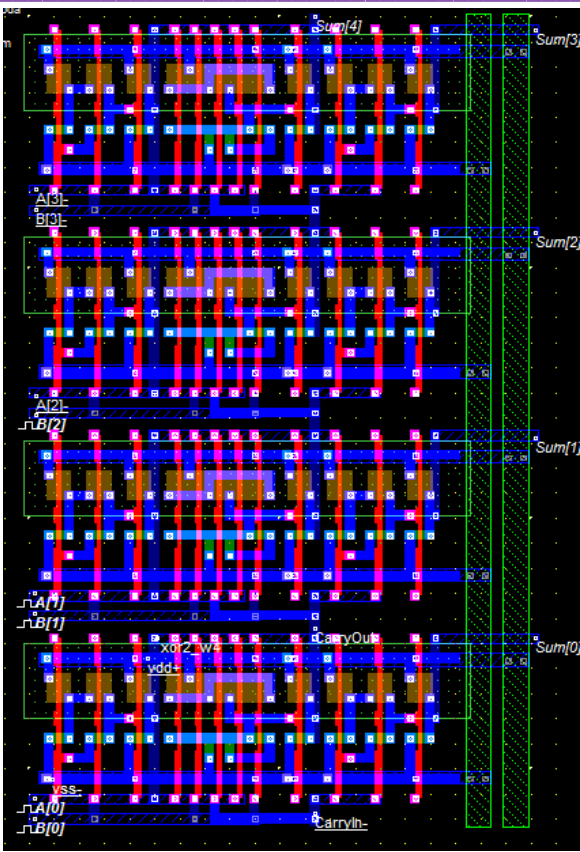 Sum[4]
Sum[3]
A[3]-
B[3]-
Sum[2]
A[2]-
B[2]
Sum[1]
A[1]
B[1]
CarryOut
xor2_w4
Sum[0]
vdd+
vss-
A[0]
B[0]
CarryIn-